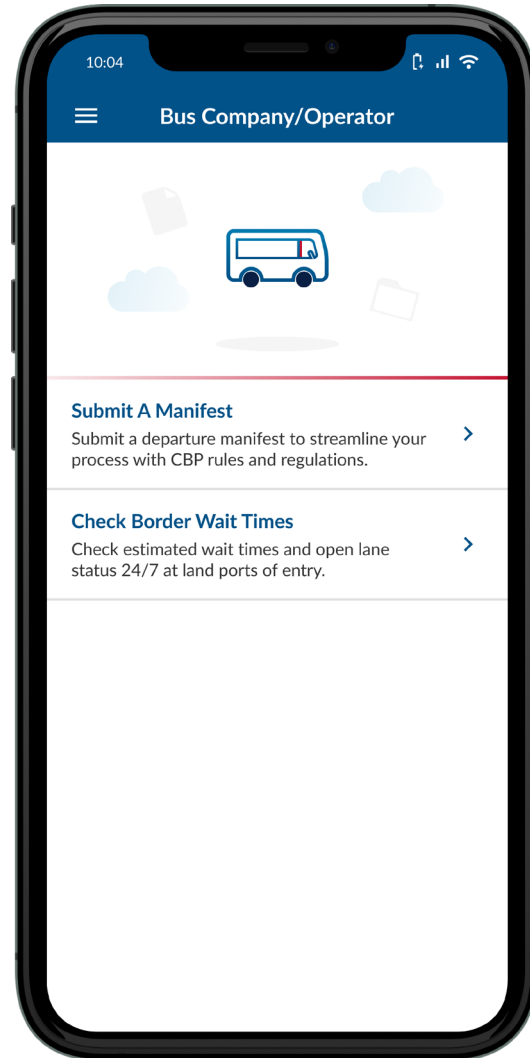 10:04
Bus Company/Operator
Submit A Manifest
Submit a departure manifest to streamline your
process with CBP rules and regulations.
Check Border Wait Times
Check estimated wait times and open lane
status 24/7 at land ports of entry.